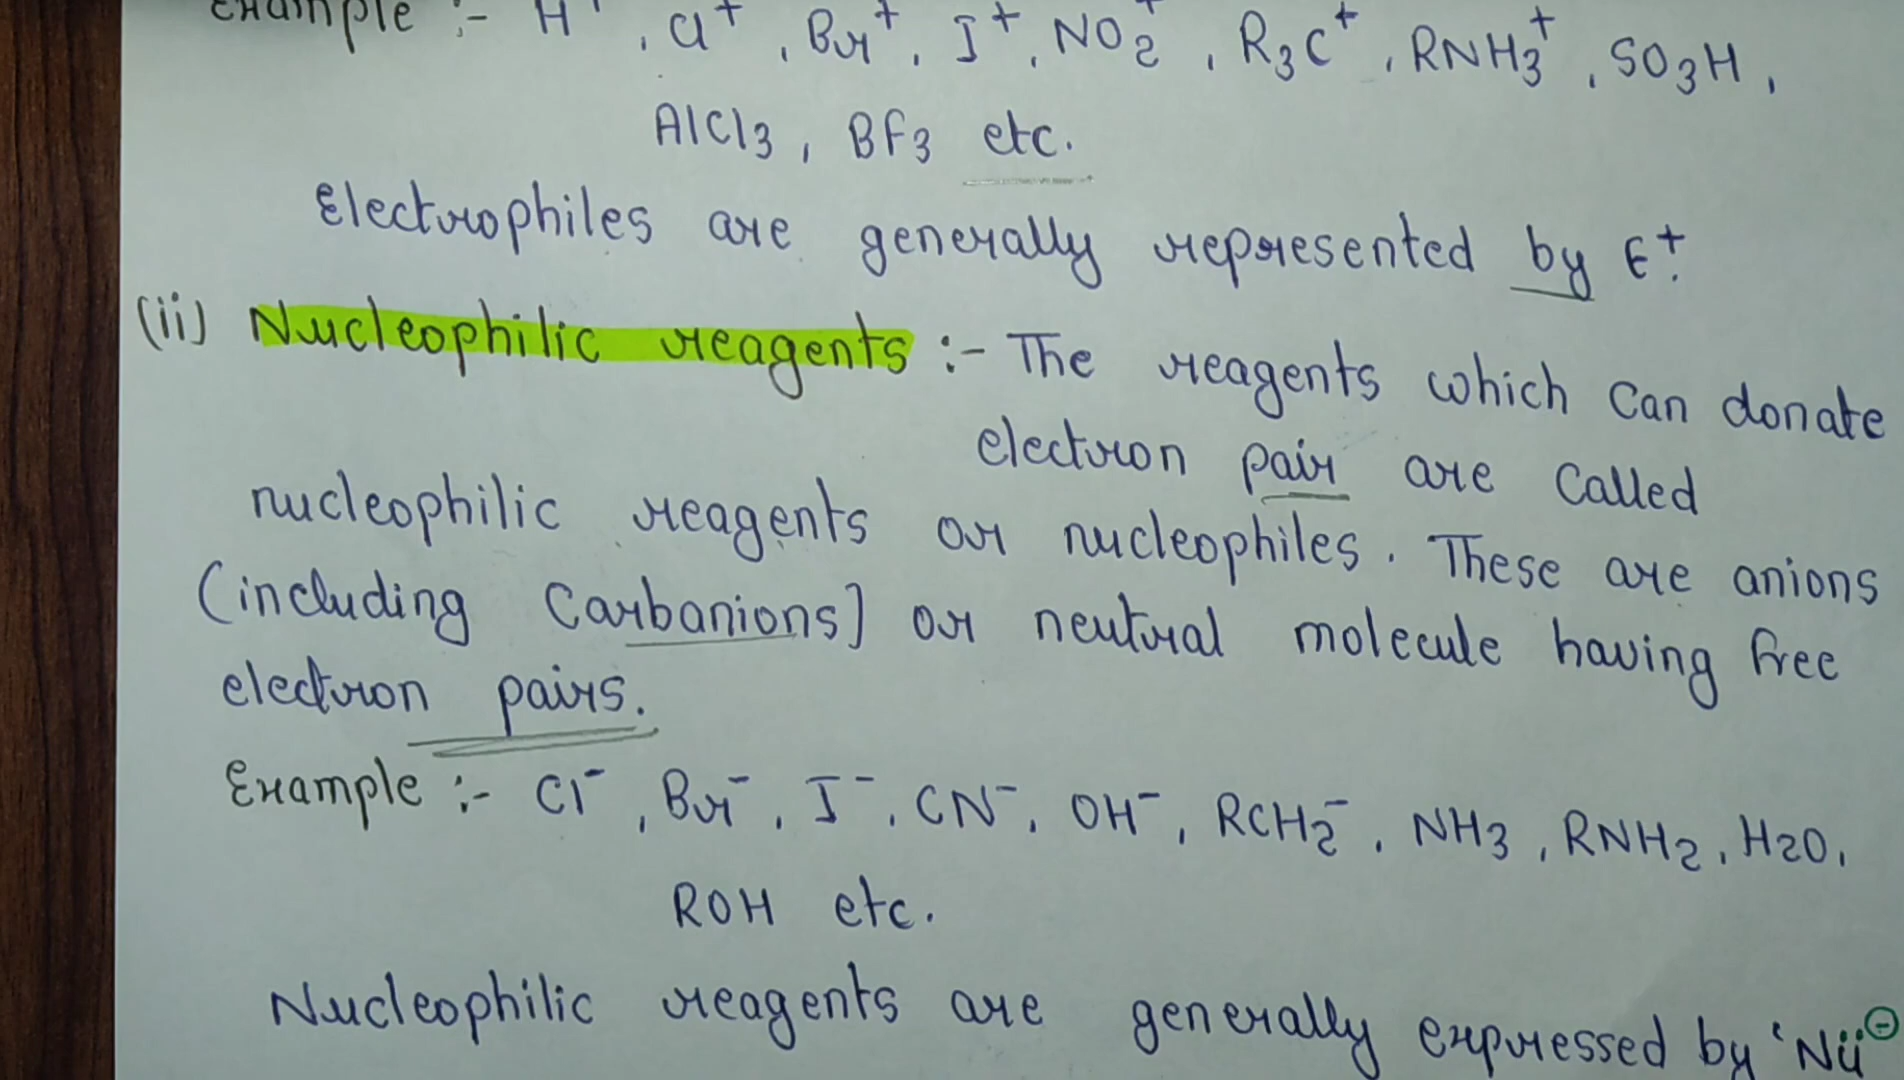 Example :- H+, Cl+, Br+, I+, NO2+, R3C+, RNH3+, SO3H,
AlCl3, BF3 etc.
Electrophiles are generally represented by E+.
(ii) Nucleophilic reagents :- The reagents which can donate
electron pair are called
nucleophilic reagents or nucleophiles. These are anions
(including carbanions] or neutral molecule having free
electron pairs.
Example :- Cl-, Br-, I-, CN-, OH-, RCH2-, NH3, RNH2, H2O,
ROH etc.
Nucleophilic reagents are generally expressed by 'Nü⊖